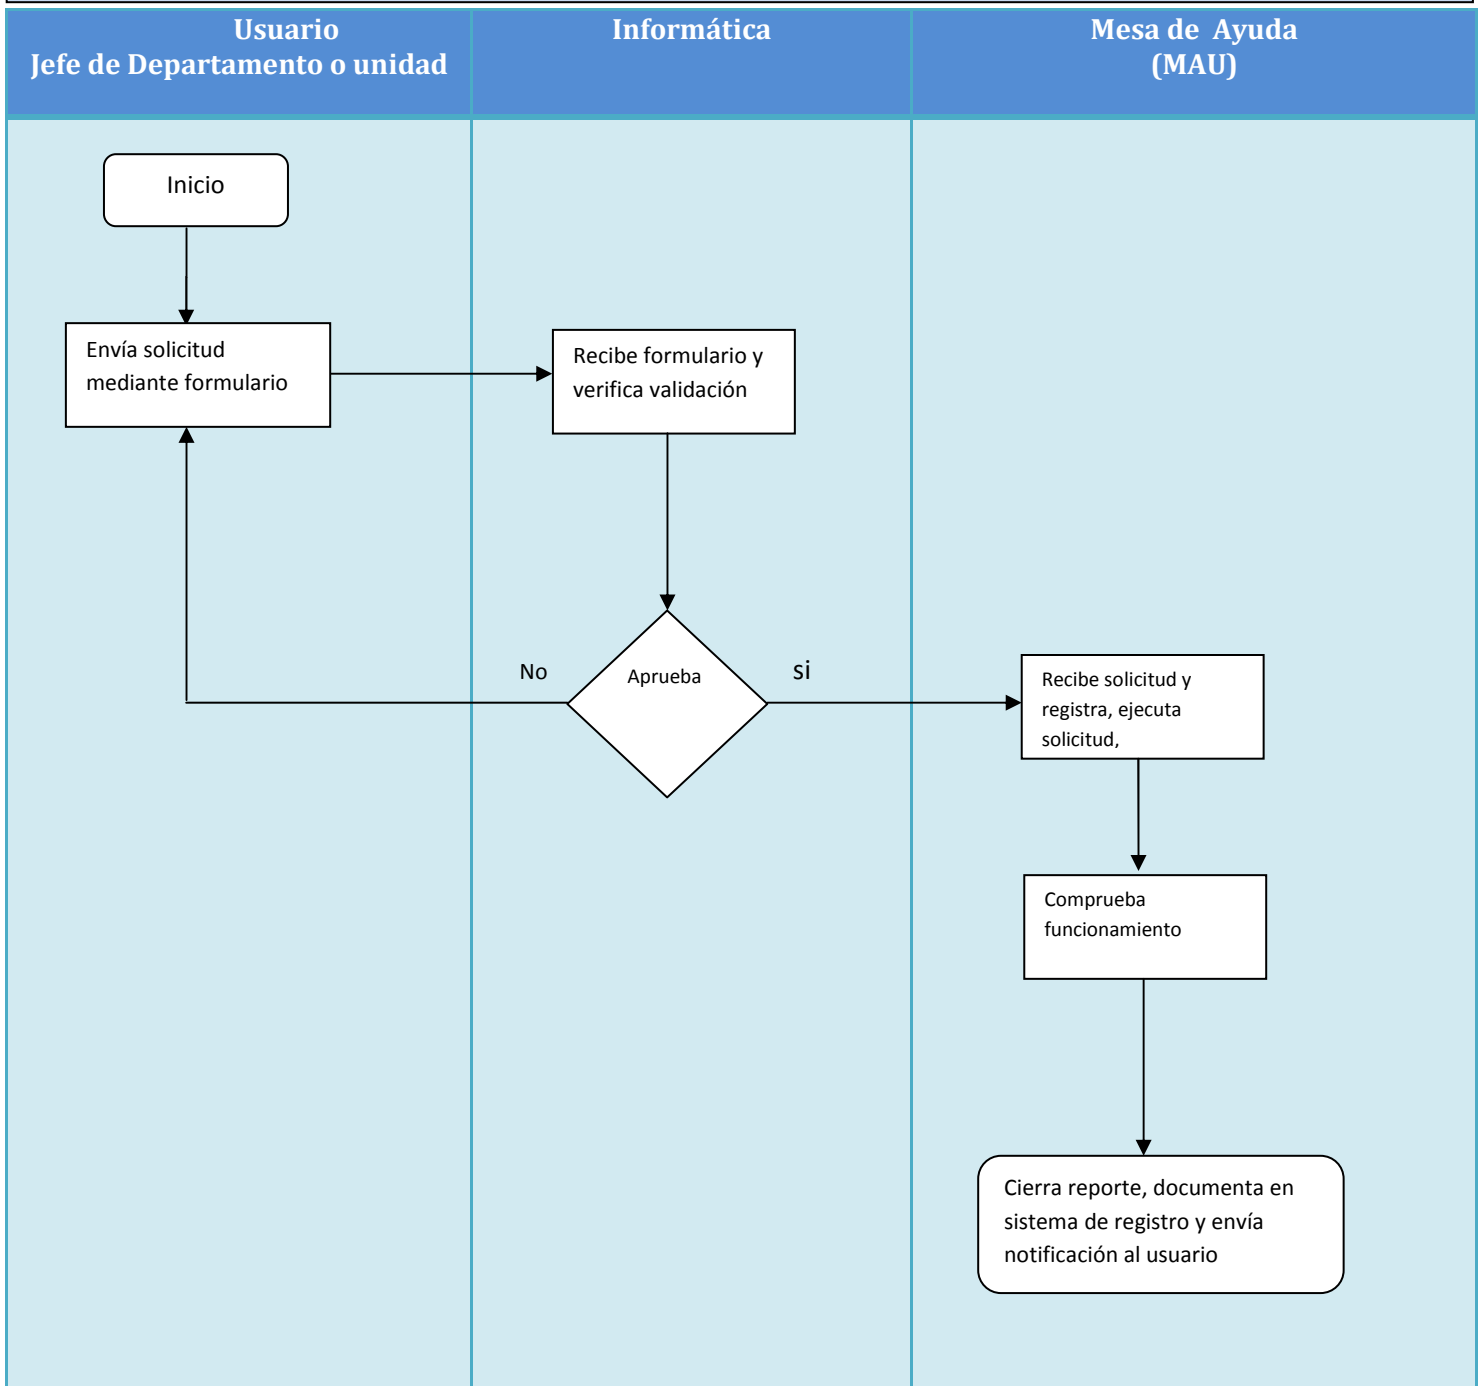 Usuario
Jefe de Departamento o unidad
Informática
Mesa de Ayuda
(MAU)
Inicio
Envía solicitud
mediante formulario
Recibe formulario y
verifica validación
No
Aprueba
si
Recibe solicitud y
registra, ejecuta
solicitud,
Comprueba
funcionamiento
Cierra reporte, documenta en
sistema de registro y envía
notificación al usuario